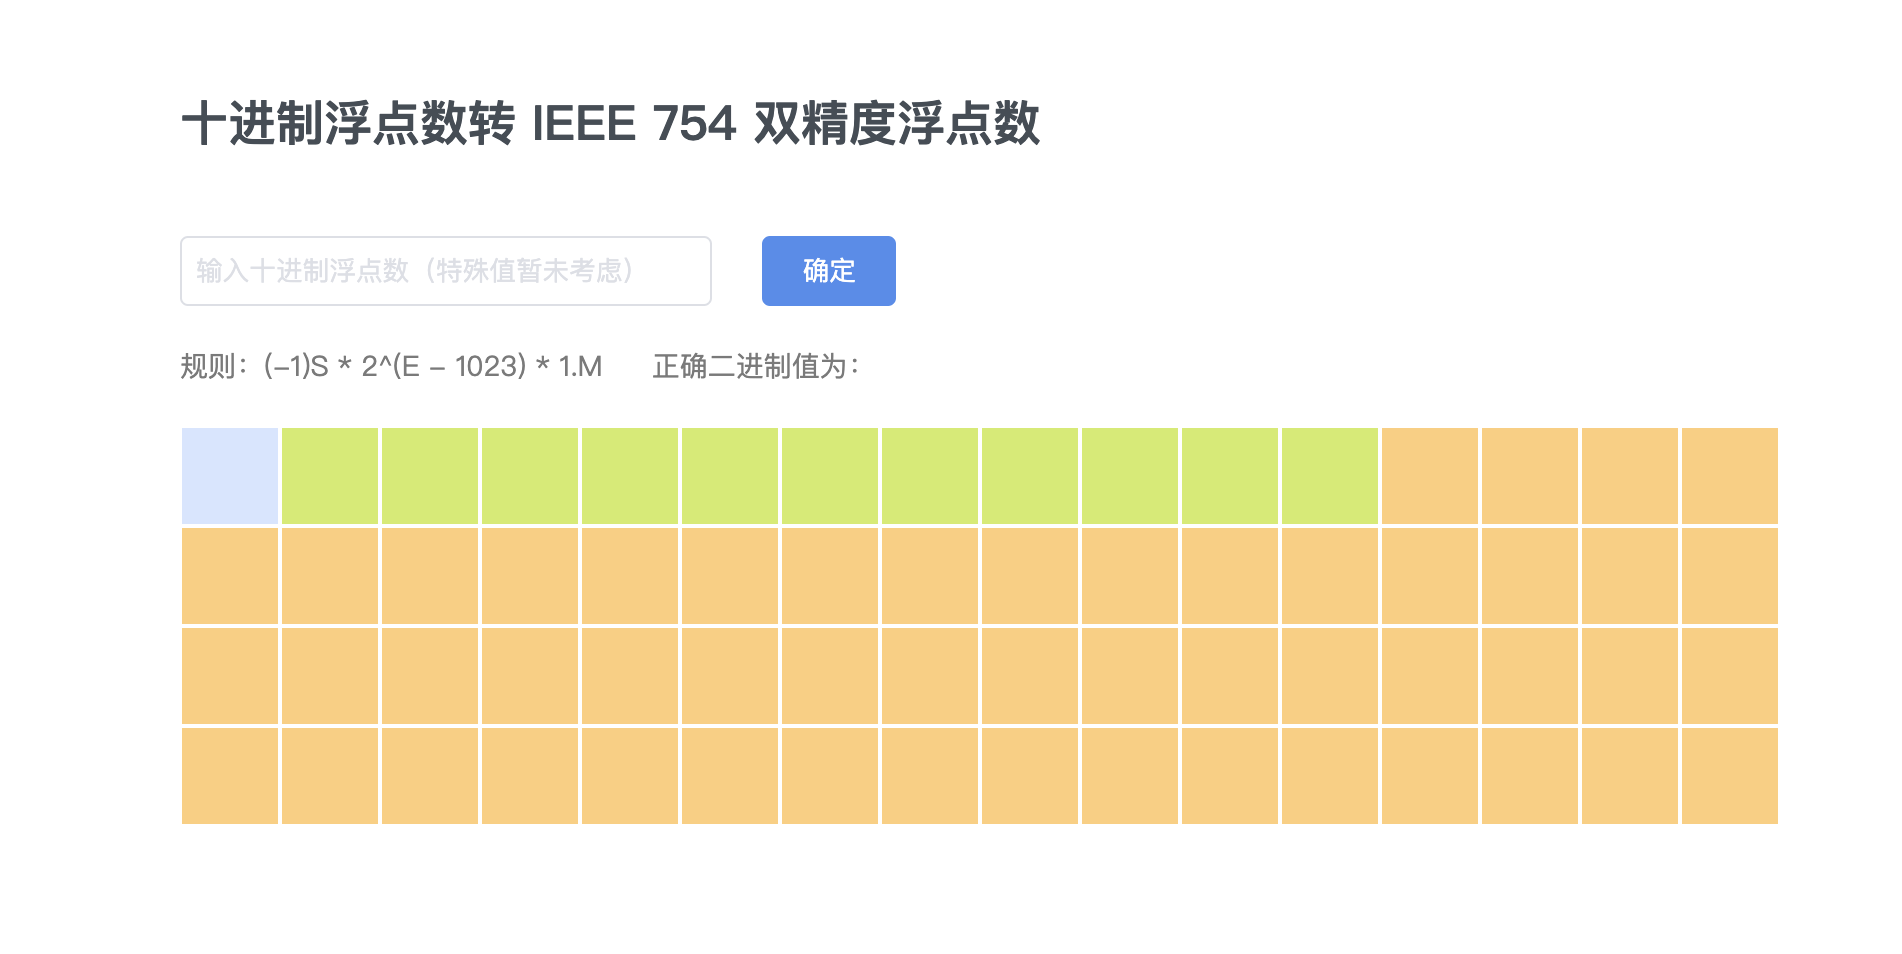 十进制浮点数转 IEEE 754 双精度浮点数
输入十进制浮点数（特殊值暂未考虑） 确定
规则：(-1)S * 2^(E - 1023) * 1.M 正确二进制值为：